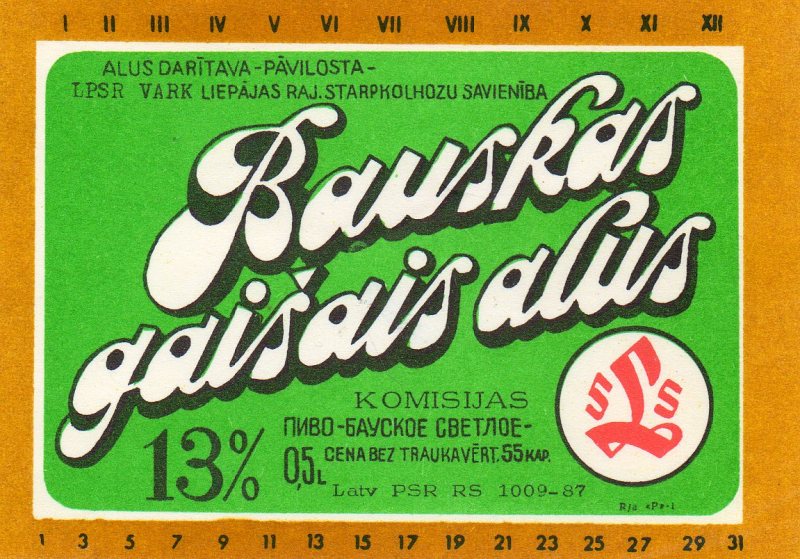 I II III IV V VI VII VIII IX X XI XII
ALUS DARĪTAVA-PĀVILOSTA-
LPSR VARK LIEPĀJAS RAJ. STARPKOLHOZU SAVIENĪBA
Bauskas
gaišais alus
KOMISIJAS
ПИВО-БАУСКОЕ СВЕТЛОЕ-
13% 0,5L CENA BEZ TRAUKA VĒRT. 55 KAP.
Latv PSR RS 1009-87
1 3 5 7 9 11 13 15 17 19 21 23 25 27 29 31